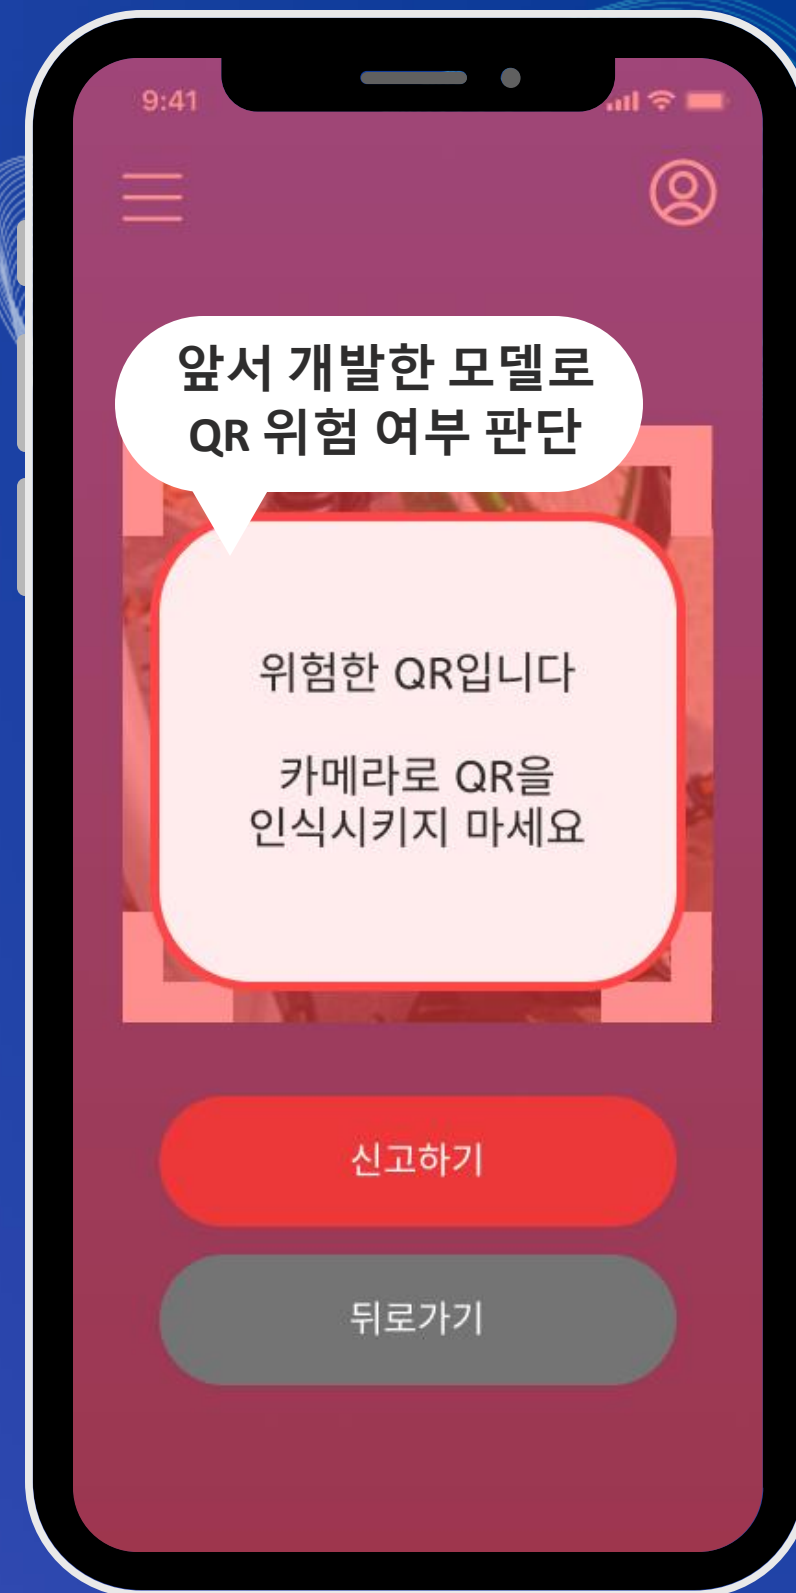 9:41
앞서 개발한 모델로
QR 위험 여부 판단
위험한 QR입니다
카메라로 QR을
인식시키지 마세요
신고하기
뒤로가기